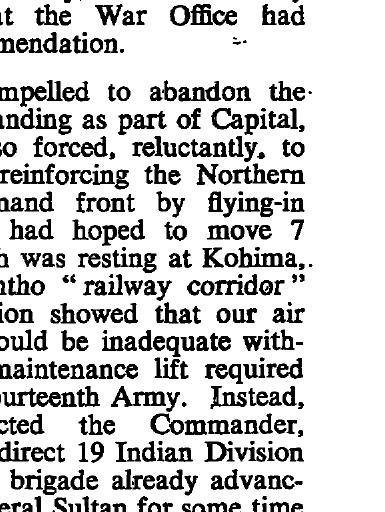 at the War Office had
mendation.
mpelled to abandon the
anding as part of Capital,
so forced, reluctantly, to
reinforcing the Northern
mand front by flying-in
had hoped to move 7
h was resting at Kohima,
ntho "railway corridor"
ion showed that our air
ould be inadequate with-
maintenance lift required
ourteenth Army. Instead,
cted the Commander,
direct 19 Indian Division
brigade already advanc-
eral Sultan for some time